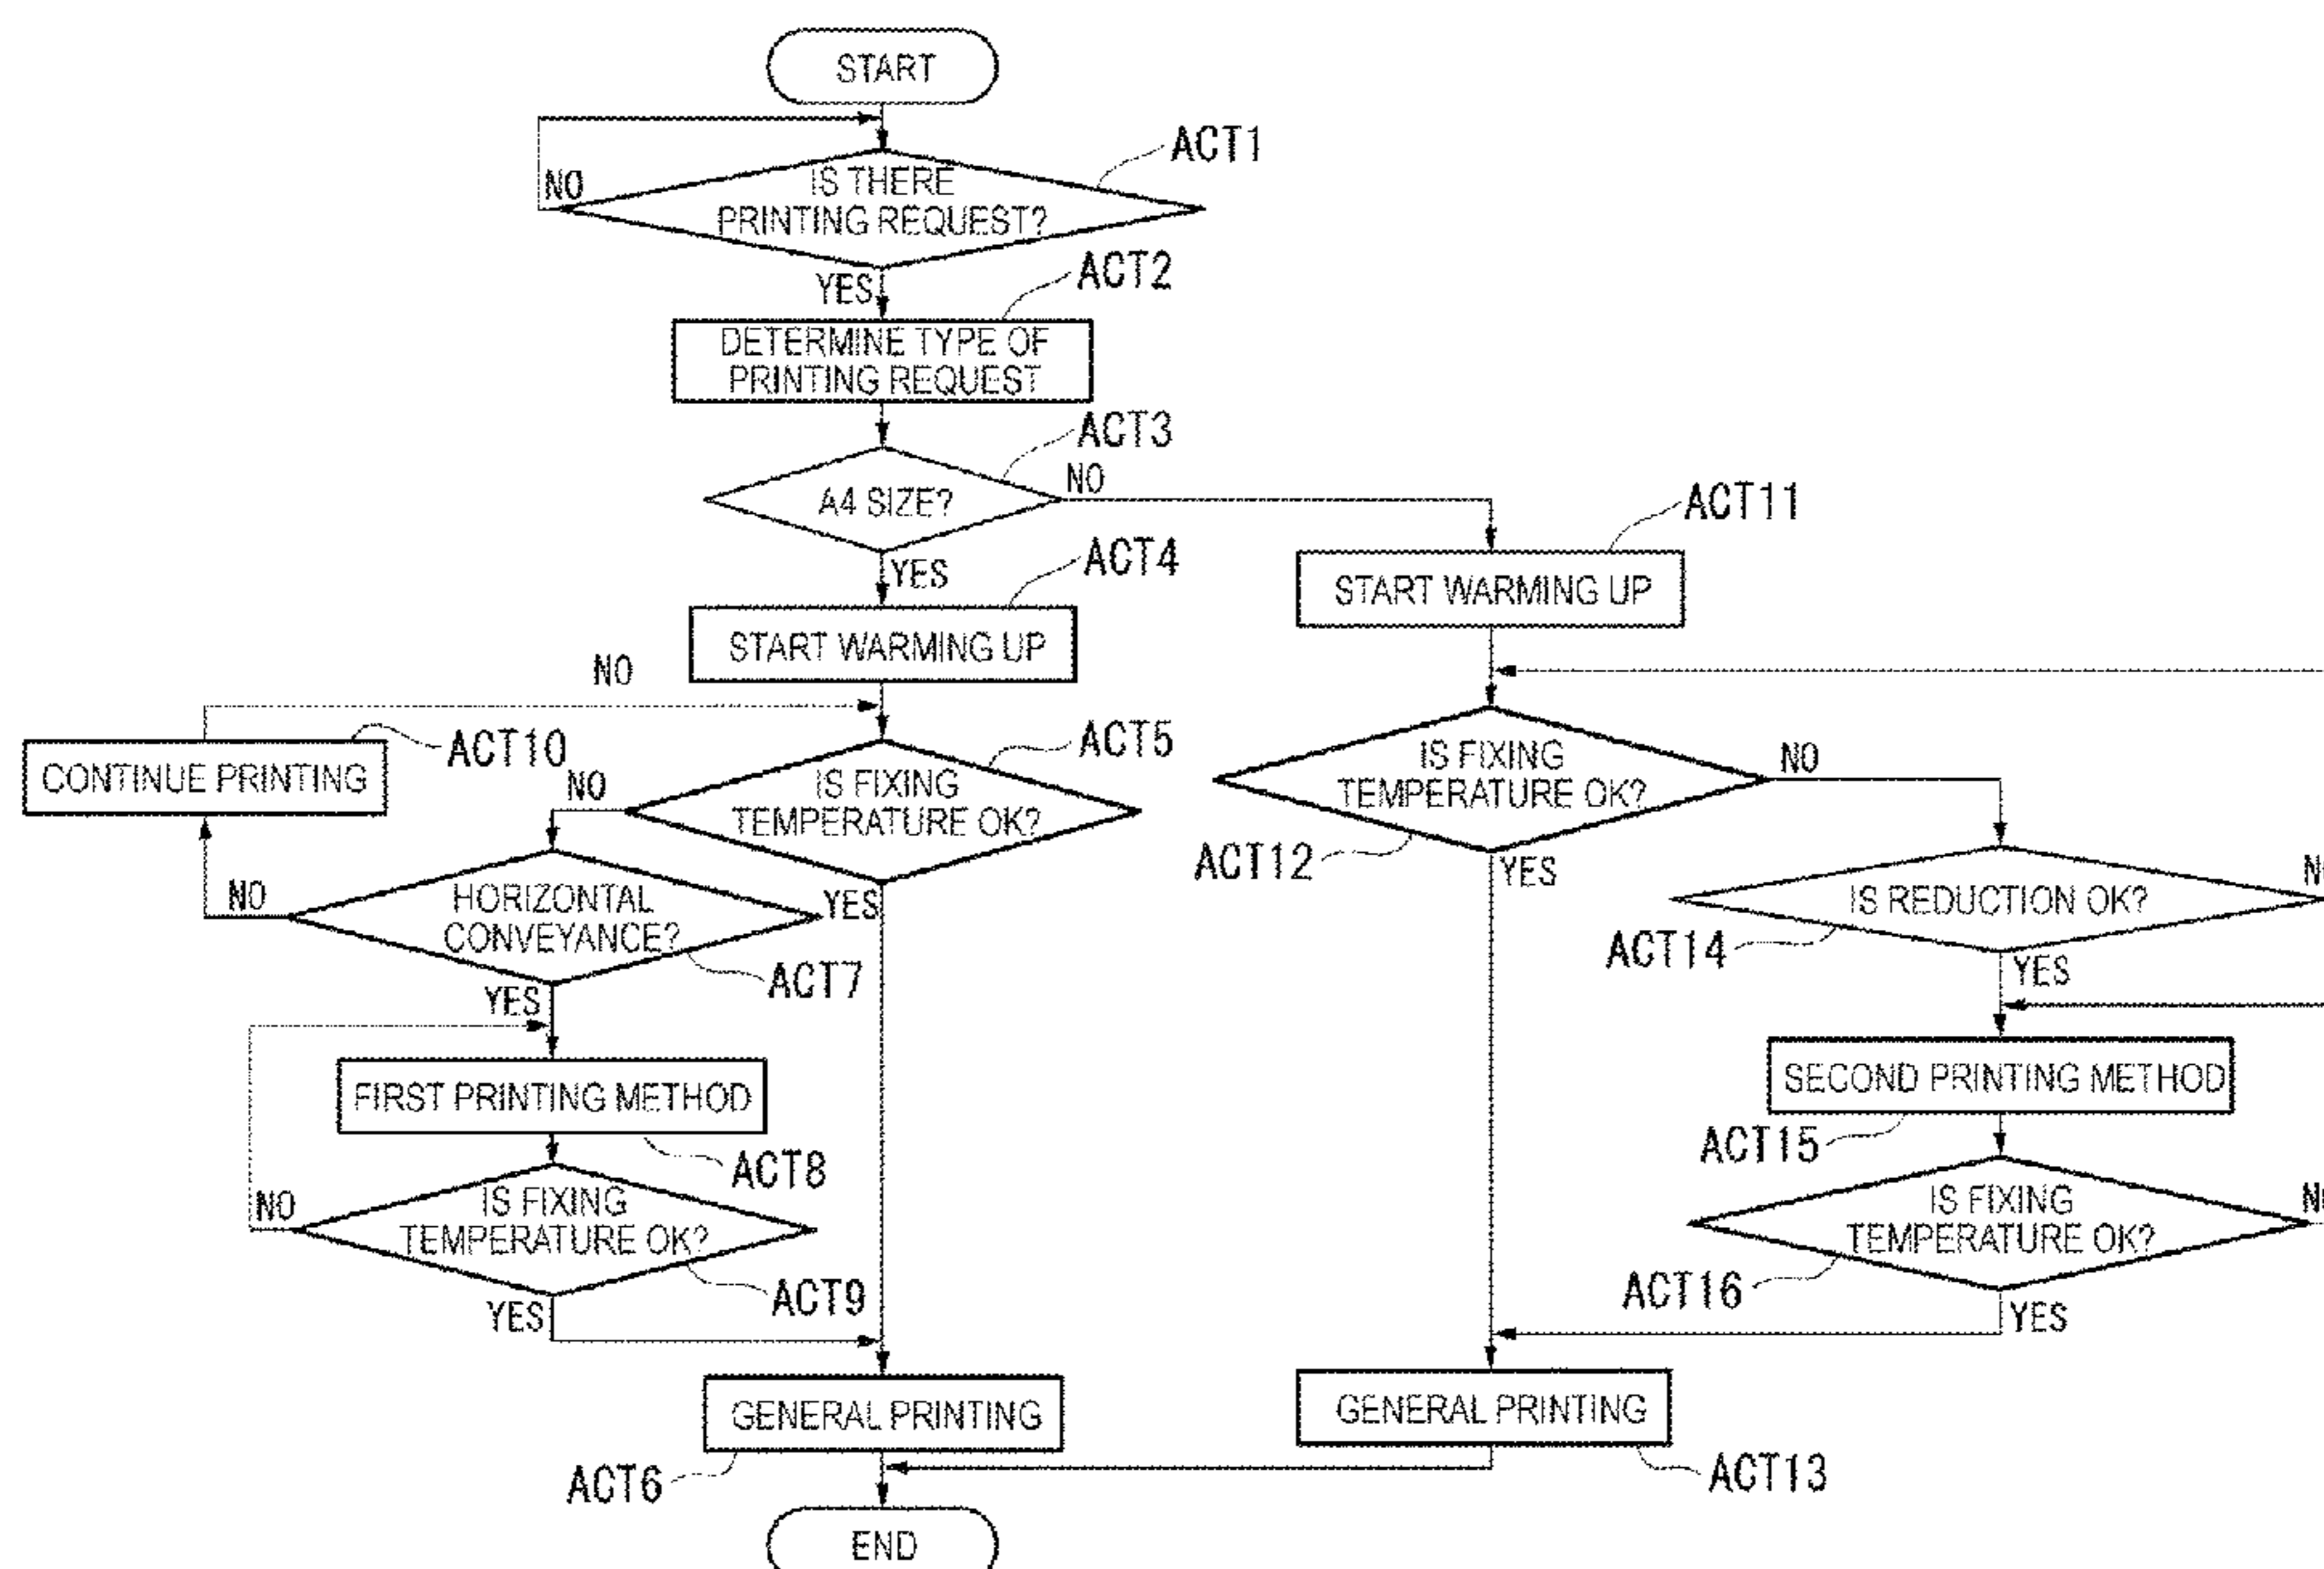 START
ACT1
NO
IS THERE
PRINTING REQUEST?
YES
ACT2
DETERMINE TYPE OF
PRINTING REQUEST
ACT3
A4 SIZE?
NO
YES
ACT4
START WARMING UP
ACT11
START WARMING UP
NO
ACT10
CONTINUE PRINTING
ACT5
IS FIXING
TEMPERATURE OK?
NO
YES
HORIZONTAL
CONVEYANCE?
NO
ACT7
YES
FIRST PRINTING METHOD
ACT8
IS FIXING
TEMPERATURE OK?
NO
ACT9
YES
GENERAL PRINTING
ACT6
END
IS FIXING
TEMPERATURE OK?
NO
ACT12
YES
IS REDUCTION OK?
ACT14
YES
SECOND PRINTING METHOD
ACT15
IS FIXING
TEMPERATURE OK?
ACT16
YES
GENERAL PRINTING
ACT13